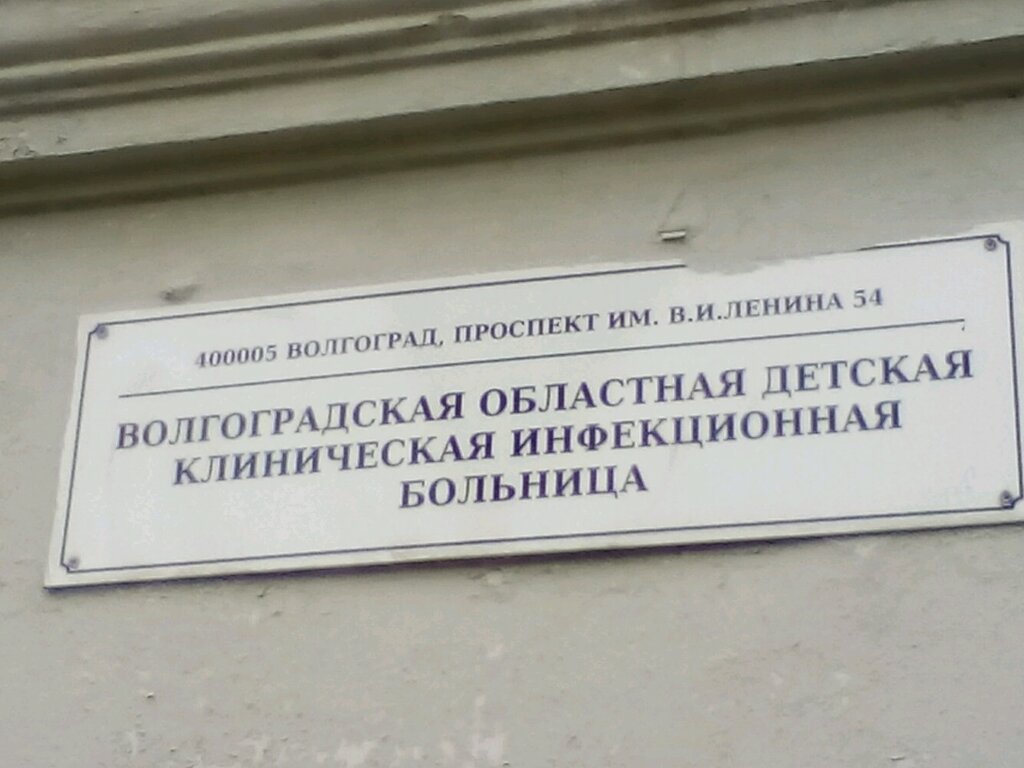 400005 ВОЛГОГРАД, ПРОСПЕКТ ИМ. В.И.ЛЕНИНА 54
ВОЛГОГРАДСКАЯ ОБЛАСТНАЯ ДЕТСКАЯ
КЛИНИЧЕСКАЯ ИНФЕКЦИОННАЯ
БОЛЬНИЦА